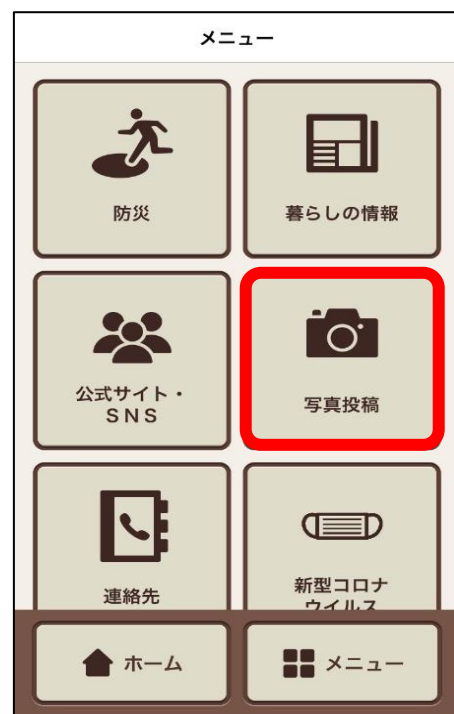 メニュー
防災
暮らしの情報
公式サイト・
ＳＮＳ
写真投稿
連絡先
新型コロナ
ウイルス
ホーム
メニュー